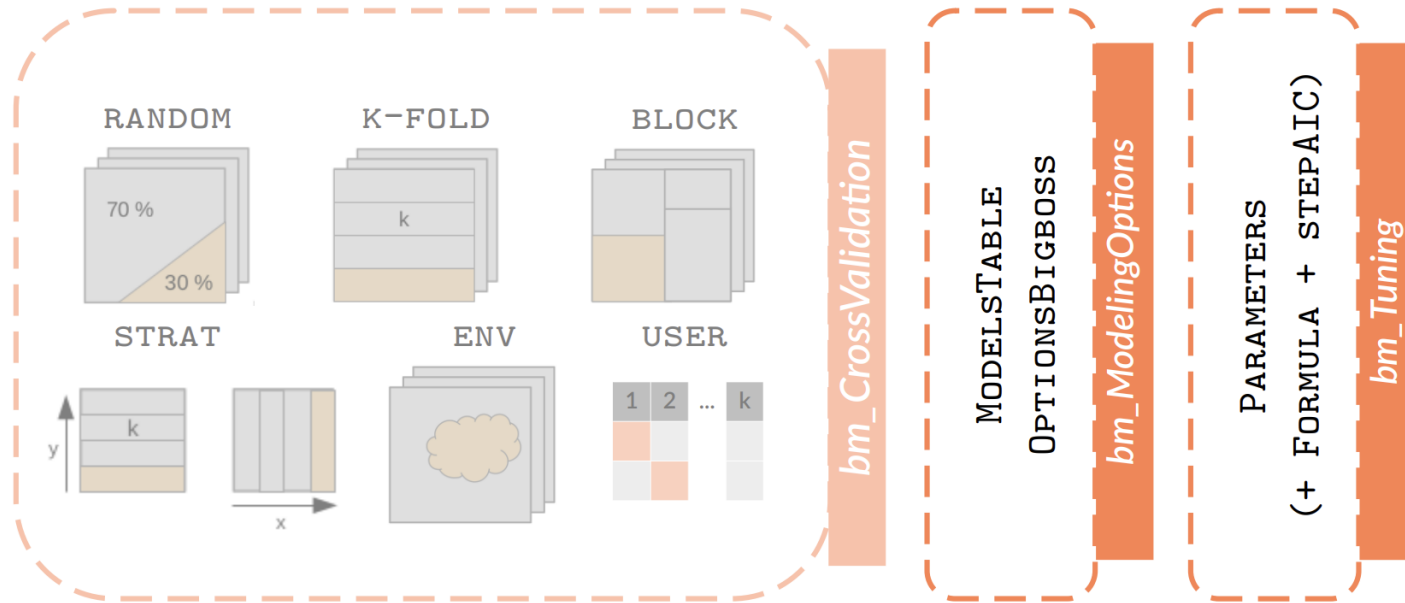 RANDOM
K-FOLD
BLOCK
70 %
30 %
k
STRAT
ENV
USER
y
k
x
1 2 ... k
bm_CrossValidation
MODELSTABLE
OPTIONSBIGBOSS
bm_ModelingOptions
PARAMETERS
(+ FORMULA + STEPAIC)
bm_Tuning